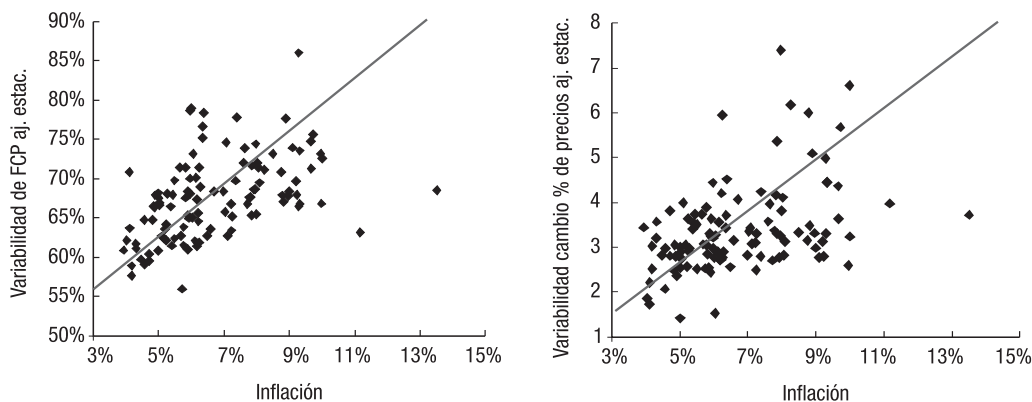 Variabilidad de FCP aj. estac.
90%
85%
80%
75%
70%
65%
60%
55%
50%
3% 5% 7% 9% 11% 13% 15%
Inflación
Variabilidad cambio % de precios aj. estac.
8
7
6
5
4
3
2
1
3% 5% 7% 9% 11% 13% 15%
Inflación